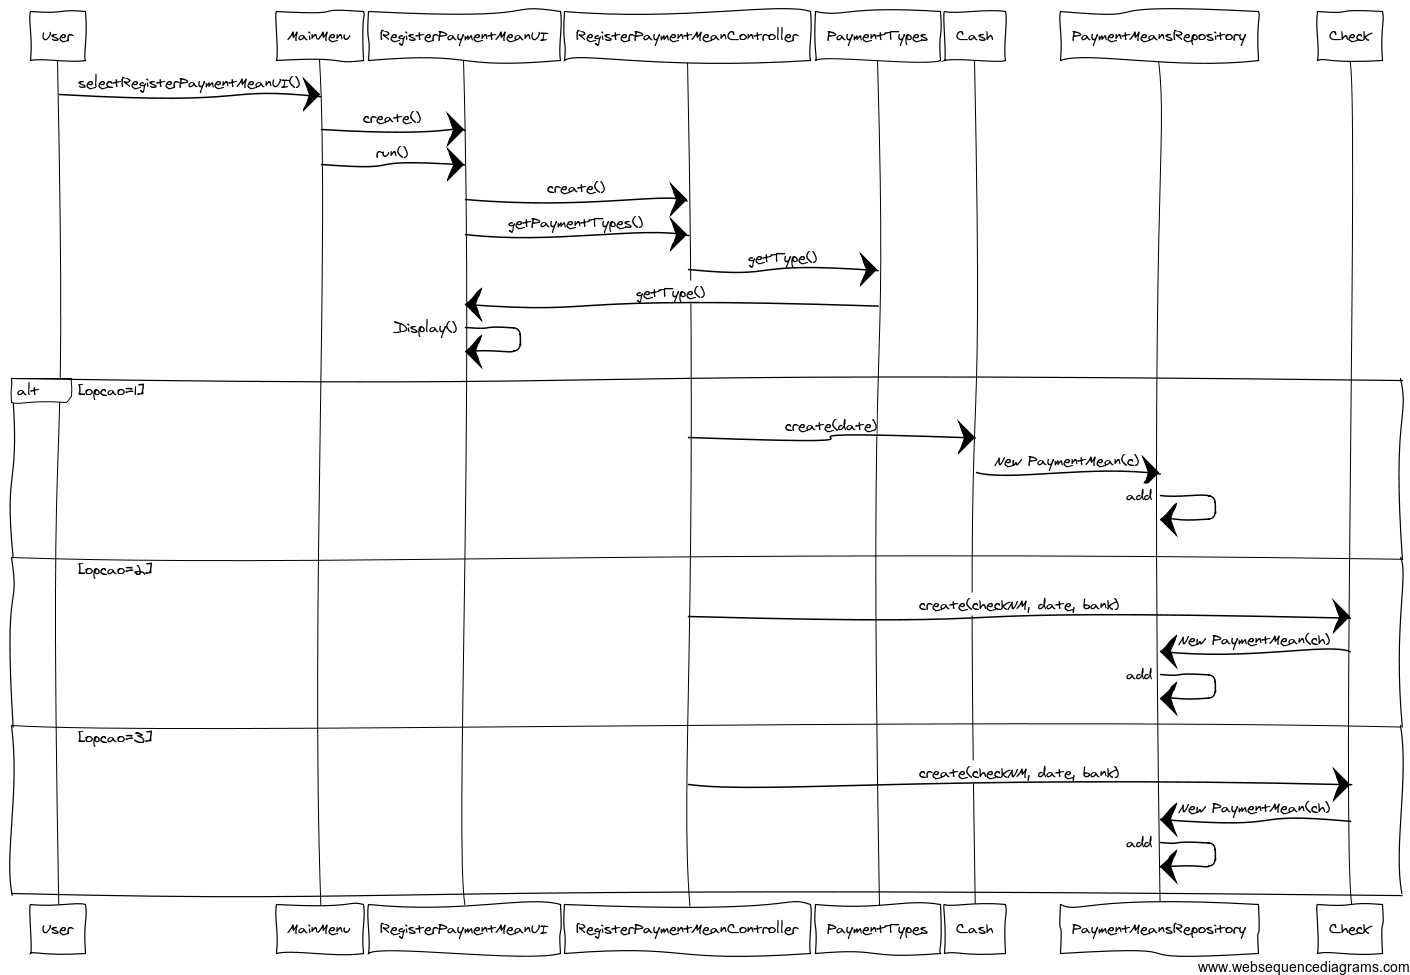 User
MainMenu
RegisterPaymentMeanUI
RegisterPaymentMeanController
PaymentTypes
Cash
PaymentMeansRepository
Check
selectRegisterPaymentMeanUI()
create()
run()
create()
getPaymentTypes()
getType()
getType()
Display()
alt
[opcao=1]
create(date)
New PaymentMean(c)
add
[opcao=2]
create(checkNM, date, bank)
New PaymentMean(ch)
add
[opcao=3]
create(checkNM, date, bank)
New PaymentMean(ch)
add
User
MainMenu
RegisterPaymentMeanUI
RegisterPaymentMeanController
PaymentTypes
Cash
PaymentMeansRepository
Check
www.websequencediagrams.com